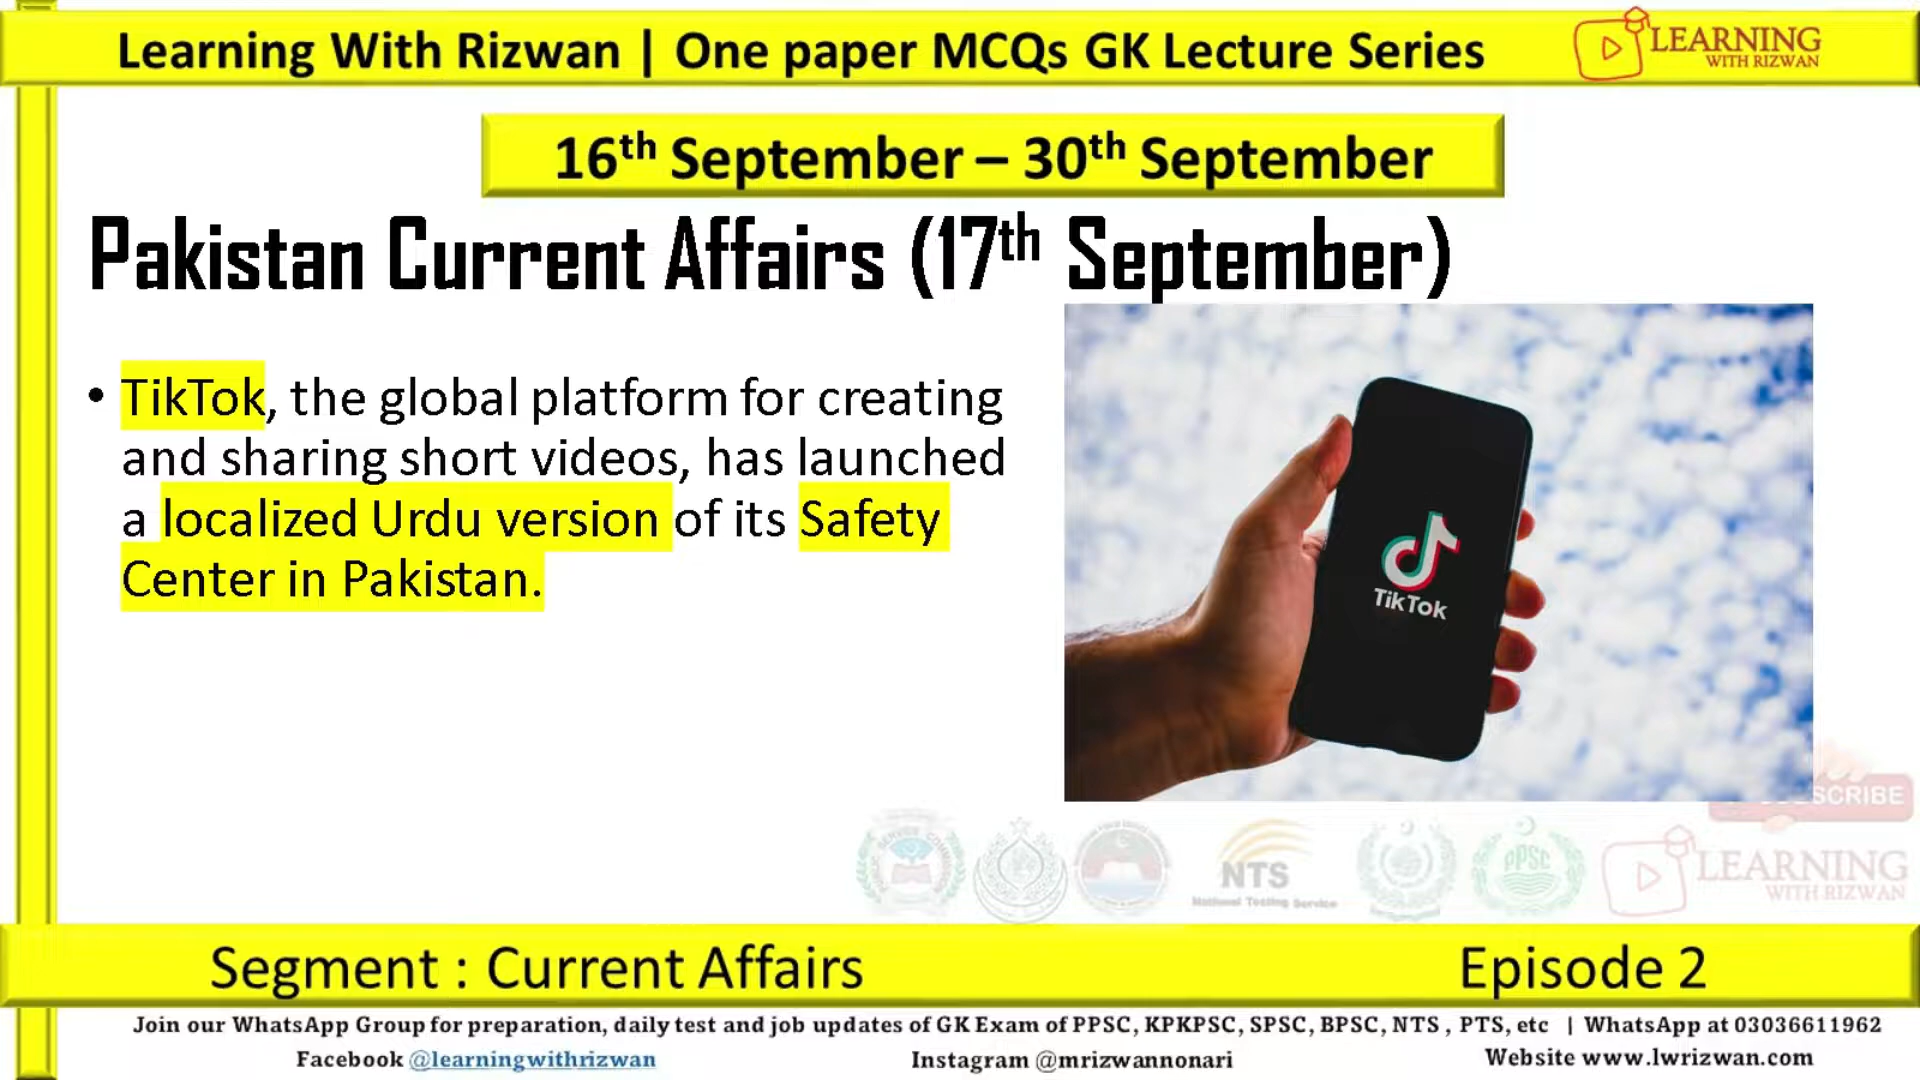 Learning With Rizwan | One paper MCQs GK Lecture Series
LEARNING
WITH RIZWAN
16th September – 30th September
Pakistan Current Affairs (17th September)
• TikTok, the global platform for creating
and sharing short videos, has launched
a localized Urdu version of its Safety
Center in Pakistan.
TikTok
SCRIBE
NTS
National Testing Service
PPSC
LEARNING
WITH RIZWAN
Segment : Current Affairs
Episode 2
Join our WhatsApp Group for preparation, daily test and job updates of GK Exam of PPSC, KPKPSC, SPSC, BPSC, NTS , PTS, etc | WhatsApp at 03036611962
Facebook @learningwithrizwan
Instagram @mrizwannonari
Website www.lwrizwan.com